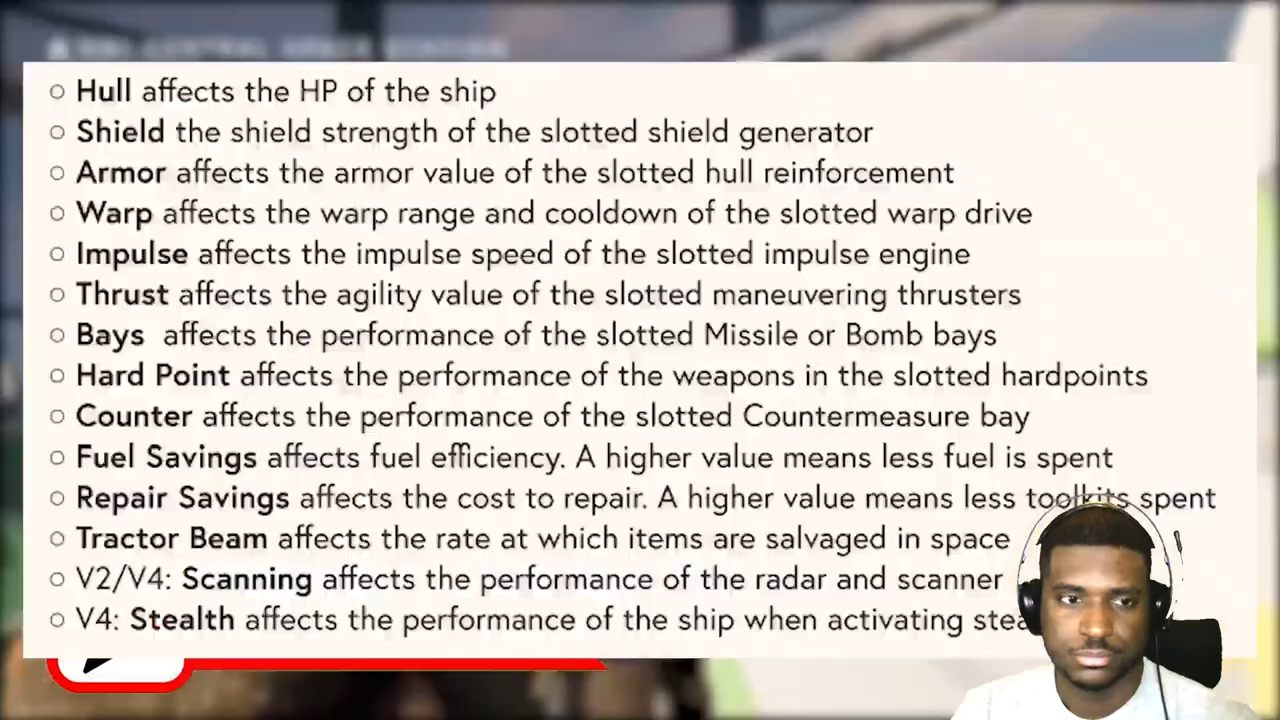 Hull affects the HP of the ship
Shield the shield strength of the slotted shield generator
Armor affects the armor value of the slotted hull reinforcement
Warp affects the warp range and cooldown of the slotted warp drive
Impulse affects the impulse speed of the slotted impulse engine
Thrust affects the agility value of the slotted maneuvering thrusters
Bays affects the performance of the slotted Missile or Bomb bays
Hard Point affects the performance of the weapons in the slotted hardpoints
Counter affects the performance of the slotted Countermeasure bay
Fuel Savings affects fuel efficiency. A higher value means less fuel is spent
Repair Savings affects the cost to repair. A higher value means less toolkits spent
Tractor Beam affects the rate at which items are salvaged in space
V2/V4: Scanning affects the performance of the radar and scanner
V4: Stealth affects the performance of the ship when activating